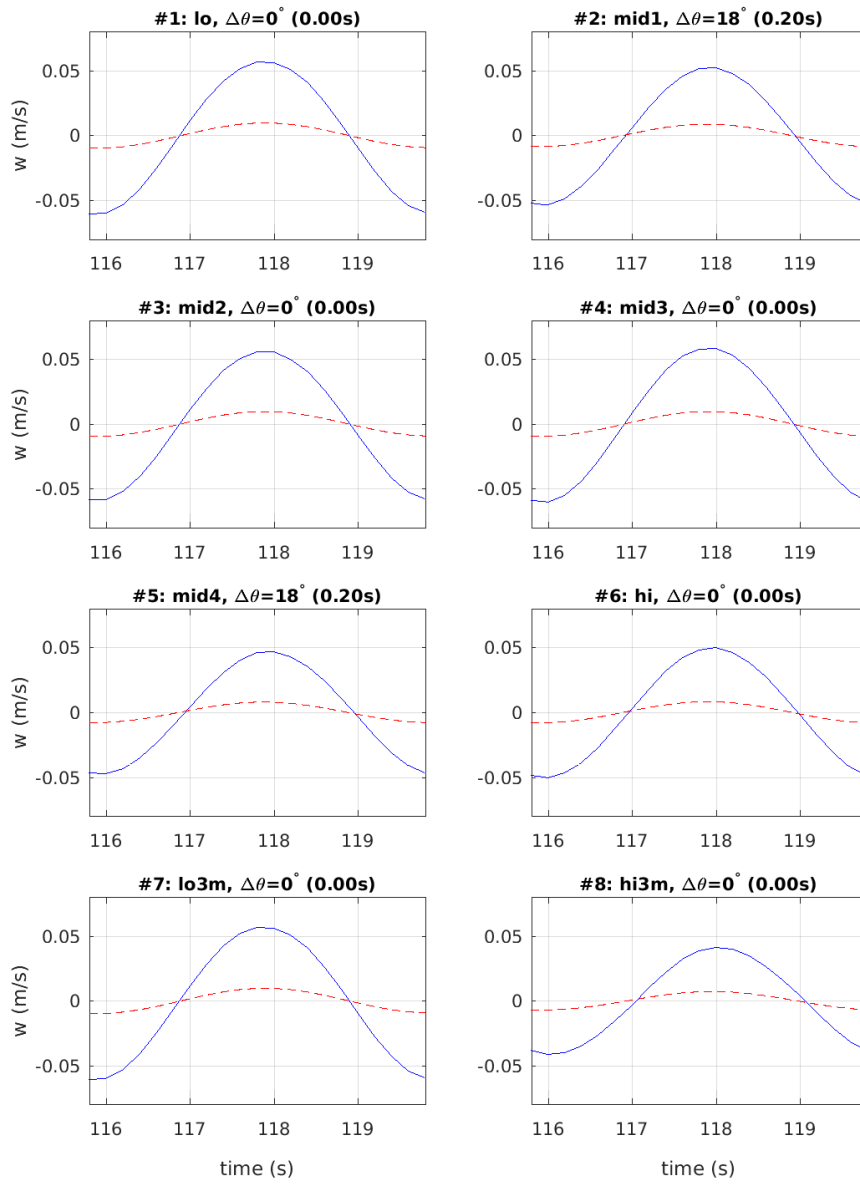 #1: lo, Δθ=0° (0.00s) #2: mid1, Δθ=18° (0.20s)
w (m/s)
0.05 0 -0.05
0.05 0 -0.05
116 117 118 119 116 117 118 119
#3: mid2, Δθ=0° (0.00s) #4: mid3, Δθ=0° (0.00s)
w (m/s)
0.05 0 -0.05
0.05 0 -0.05
116 117 118 119 116 117 118 119
#5: mid4, Δθ=18° (0.20s) #6: hi, Δθ=0° (0.00s)
w (m/s)
0.05 0 -0.05
0.05 0 -0.05
116 117 118 119 116 117 118 119
#7: lo3m, Δθ=0° (0.00s) #8: hi3m, Δθ=0° (0.00s)
w (m/s)
0.05 0 -0.05
0.05 0 -0.05
116 117 118 119 116 117 118 119
time (s) time (s)